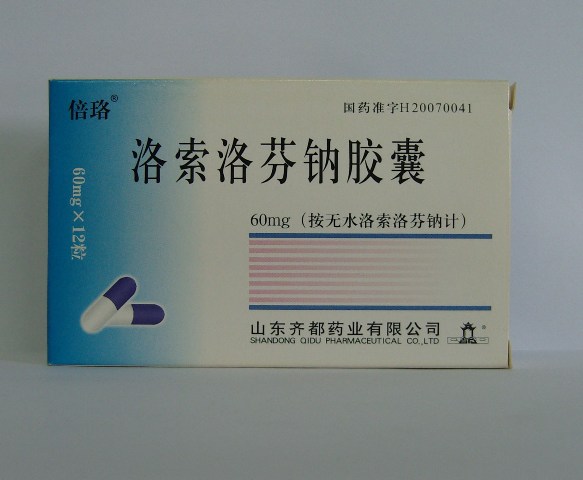 倍珞®
国药准字H20070041
洛索洛芬钠胶囊
60mg×12粒
60mg（按无水洛索洛芬钠计）
山东齐都药业有限公司
SHANDONG QIDU PHARMACEUTICAL CO.,LTD